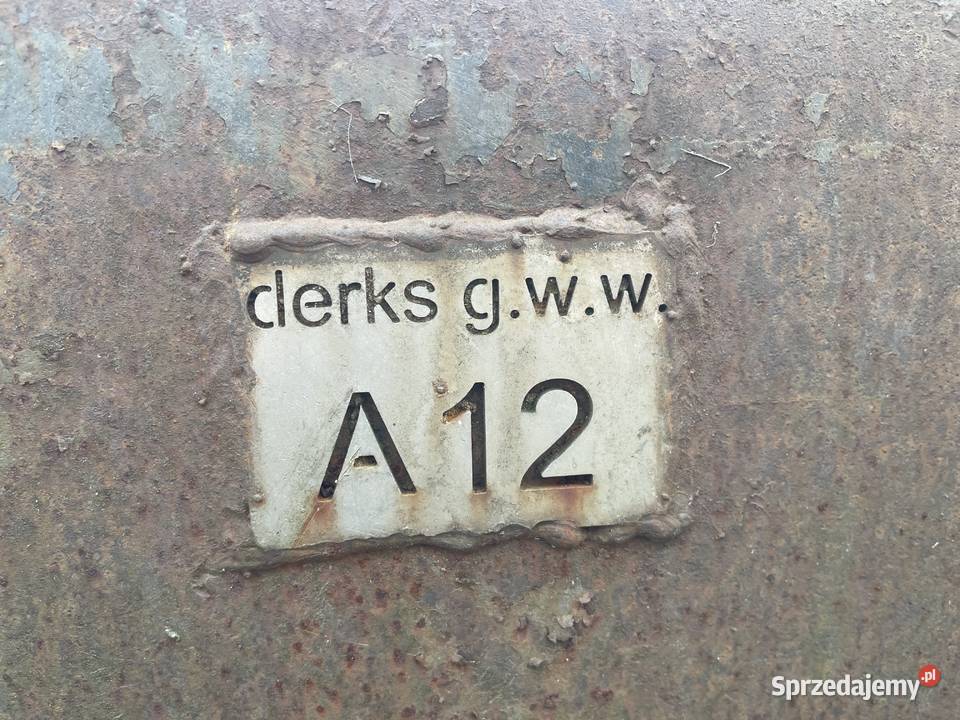 derks g.w.w.
A12
Sprzedajemy.pl